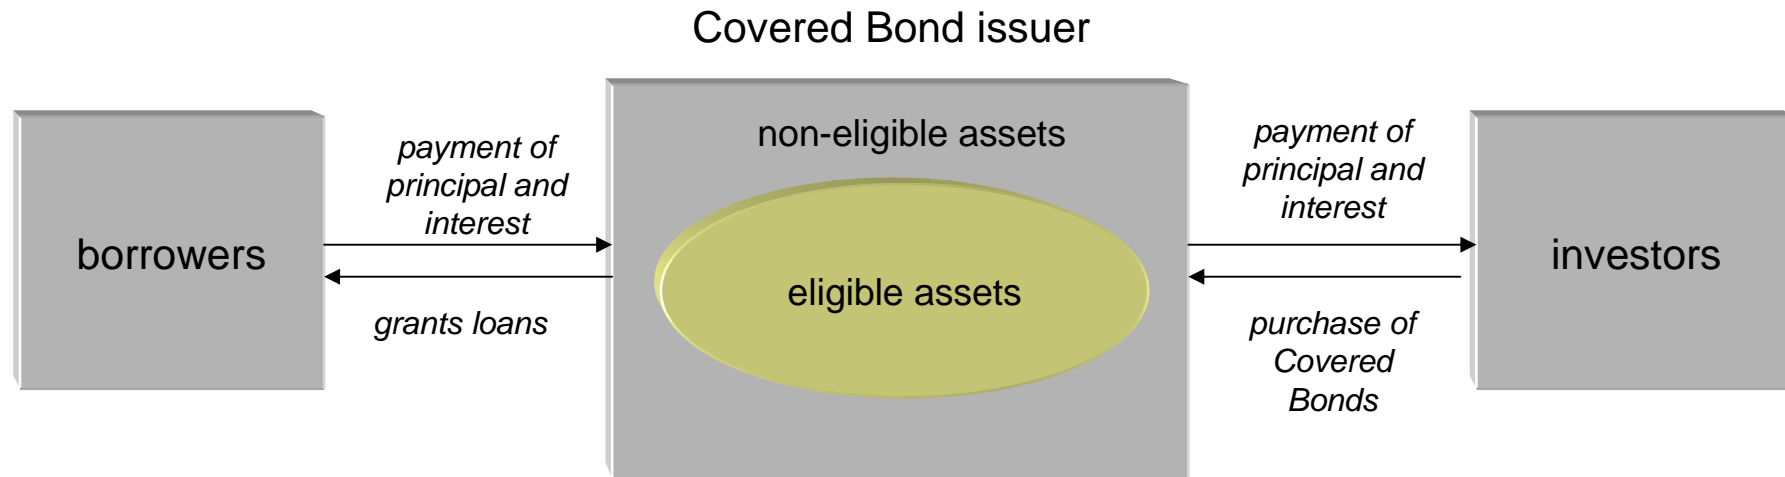 Covered Bond issuer
borrowers
payment of
principal and
interest
grants loans
non-eligible assets
eligible assets
payment of
principal and
interest
purchase of
Covered
Bonds
investors